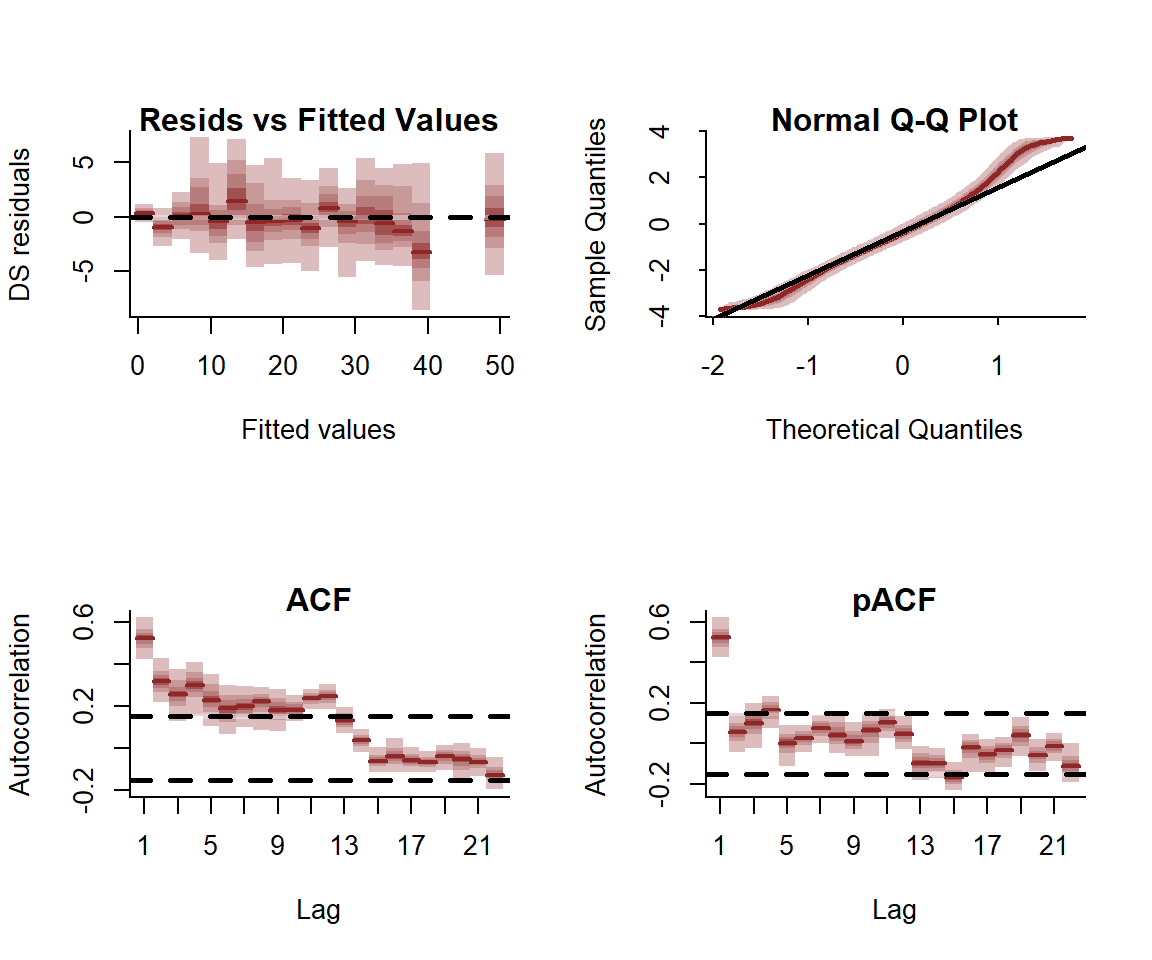 Resids vs Fitted Values
DS residuals
5
0
-5
0 10 20 30 40 50
Fitted values
Normal Q-Q Plot
Sample Quantiles
4
2
0
-2
-4
-2 -1 0 1
Theoretical Quantiles
ACF
Autocorrelation
0.6
0.2
-0.2
1 5 9 13 17 21
Lag
pACF
Autocorrelation
0.6
0.2
-0.2
1 5 9 13 17 21
Lag